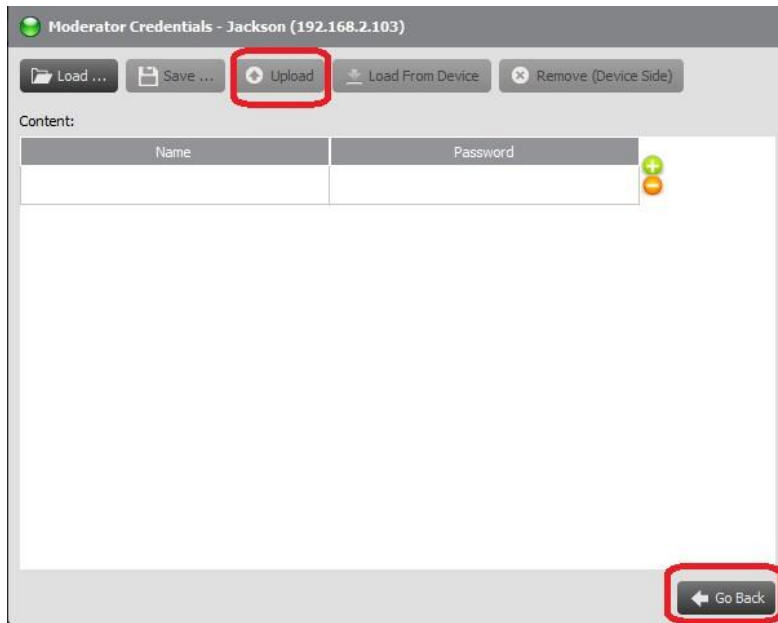 Moderator Credentials - Jackson (192.168.2.103)
Load ... Save ... Upload Load From Device Remove (Device Side)
Content:
Name Password
Go Back